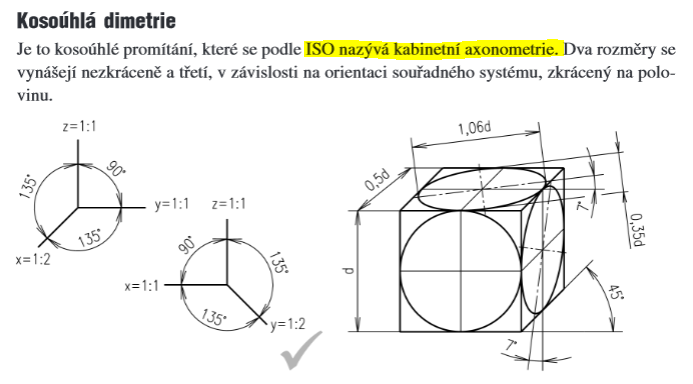 Kosoúhlá dimetrie
Je to kosoúhlé promítání, které se podle ISO nazývá kabinetní axonometrie. Dva rozměry se
vynášejí nezkráceně a třetí, v závislosti na orientaci souřadného systému, zkrácený na polo-
vinu.
z=1:1
90°
135°
y=1:1
135°
x=1:2
z=1:1
90°
135°
x=1:1
135°
y=1:2
1,06d
0,5d
7°
0,35d
d
45°
7°